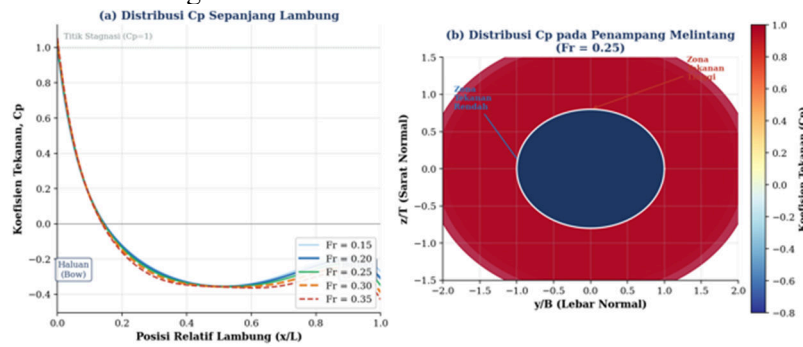 (a) Distribusi Cp Sepanjang Lambung
Titik Stagnasi (Cp=1)
Koefisien Tekanan, Cp
1.0
0.8
0.6
0.4
0.2
0.0
−0.2
−0.4
Haluan
(Bow)
Fr = 0.15
Fr = 0.20
Fr = 0.25
Fr = 0.30
Fr = 0.35
0.0 0.2 0.4 0.6 0.8 1.0
Posisi Relatif Lambung (x/L)
(b) Distribusi Cp pada Penampang Melintang
(Fr = 0.25)
Zona
Tekanan
Tinggi
Zona
Tekanan
Rendah
z/T (Sarat Normal)
1.5
1.0
0.5
0.0
−0.5
−1.0
−1.5
−2.0 −1.5 −1.0 −0.5 0.0 0.5 1.0 1.5 2.0
y/B (Lebar Normal)
1.0
0.8
0.6
0.4
0.2
0.0
−0.2
−0.4
−0.6
−0.8
Koefisien Tekanan (Cp)